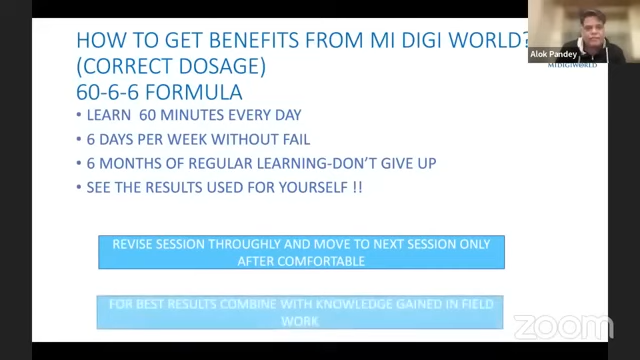 HOW TO GET BENEFITS FROM MI DIGI WORLD?
(CORRECT DOSAGE)
60-6-6 FORMULA
• LEARN 60 MINUTES EVERY DAY
• 6 DAYS PER WEEK WITHOUT FAIL
• 6 MONTHS OF REGULAR LEARNING-DON'T GIVE UP
• SEE THE RESULTS USED FOR YOURSELF !!
REVISE SESSION THROUGHLY AND MOVE TO NEXT SESSION ONLY
AFTER COMFORTABLE
FOR BEST RESULTS COMBINE WITH KNOWLEDGE GAINED IN FIELD
WORK
Alok Pandey
MIDIGIWORLD
zoom